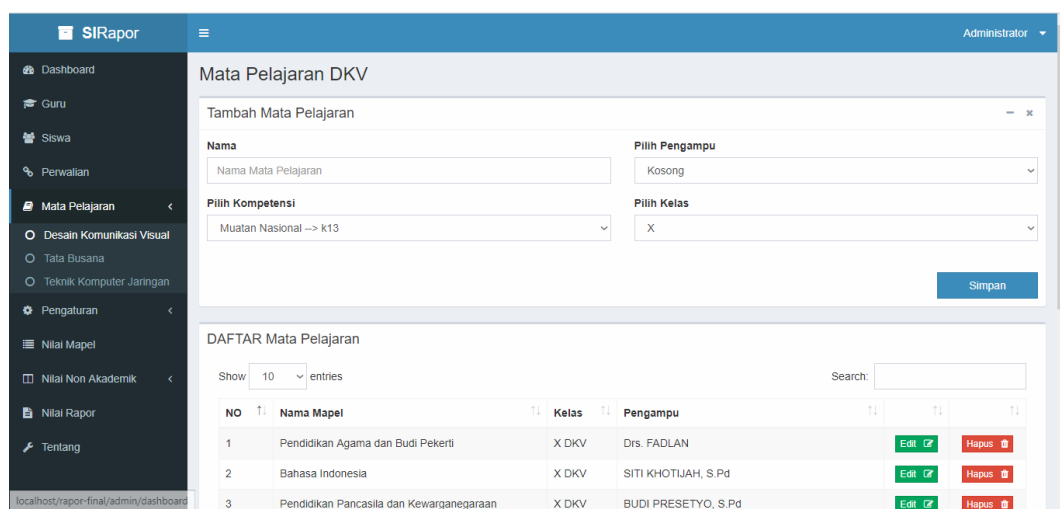 SIRapor
Administrator
Dashboard
Guru
Siswa
Perwalian
Mata Pelajaran
Desain Komunikasi Visual
Tata Busana
Teknik Komputer Jaringan
Pengaturan
Nilai Mapel
Nilai Non Akademik
Nilai Rapor
Tentang
localhost/rapor-final/admin/dashboard
Mata Pelajaran DKV
Tambah Mata Pelajaran
Nama Pilih Pengampu
Nama Mata Pelajaran Kosong
Pilih Kompetensi Pilih Kelas
Muatan Nasional --> k13 X
Simpan
DAFTAR Mata Pelajaran
Show 10 entries Search:
NO Nama Mapel Kelas Pengampu
1 Pendidikan Agama dan Budi Pekerti X DKV Drs. FADLAN Edit Hapus
2 Bahasa Indonesia X DKV SITI KHOTIJAH, S.Pd Edit Hapus
3 Pendidikan Pancasila dan Kewarganegaraan X DKV BUDI PRESETYO, S.Pd Edit Hapus